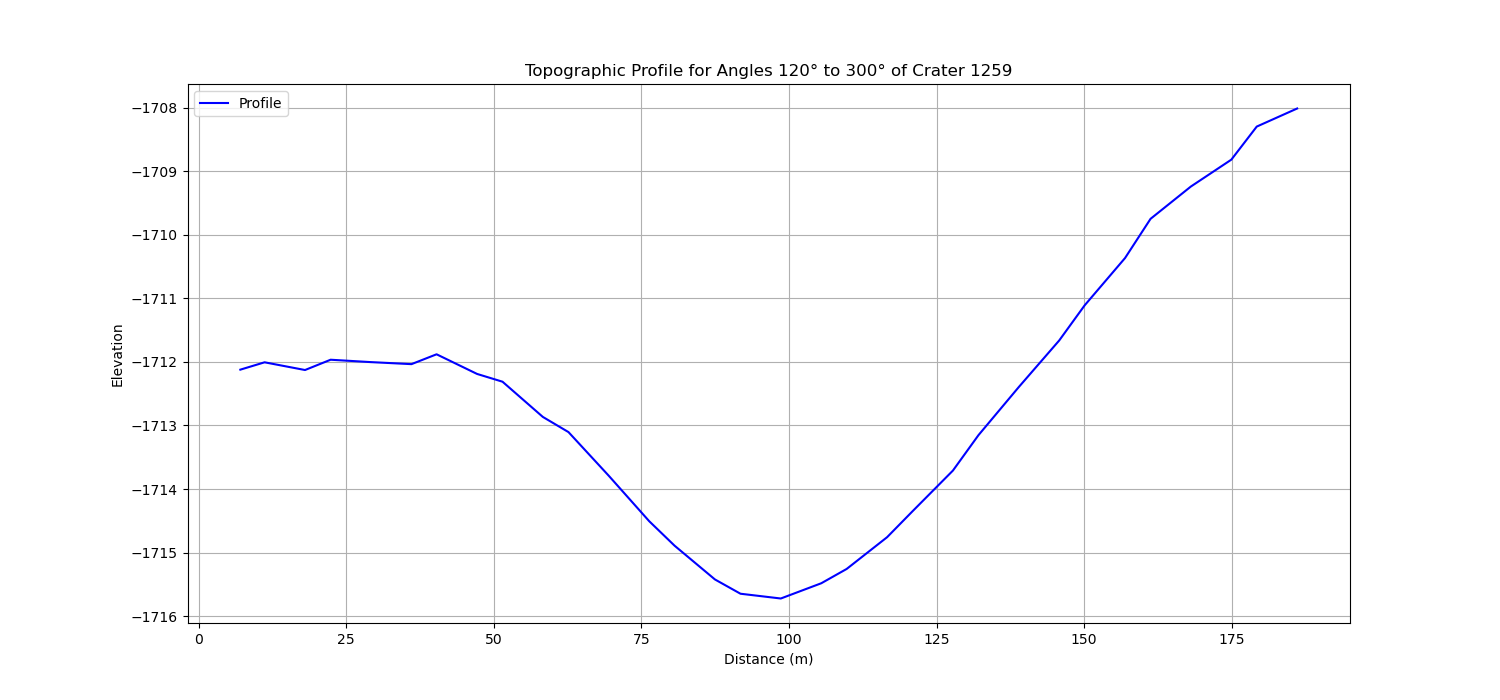 Topographic Profile for Angles 120° to 300° of Crater 1259
Profile
−1708
−1709
−1710
−1711
−1712
−1713
−1714
−1715
−1716
Elevation
0 25 50 75 100 125 150 175
Distance (m)